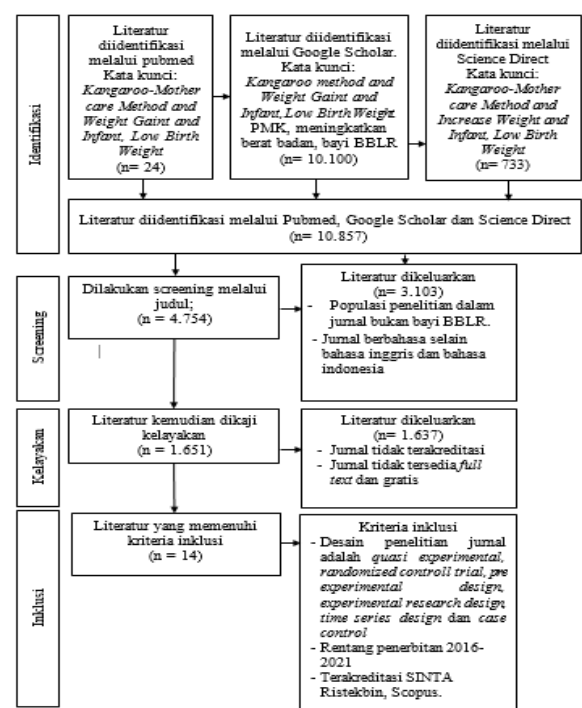 Identifikasi
Literatur
diidentifikasi
melalui pubmed
Kata kunci:
Kangaroo-Mother
care Method and
Weight Gaint and
Infant, Low Birth
Weight
(n= 24)
Literatur diidentifikasi
melalui Google Scholar.
Kata kunci:
Kangaroo method and
Weight Gaint and
Infant, Low Birth Weight
PMK, meningkatkan
berat badan, bayi BBLR
(n= 10.100)
Literatur
diidentifikasi melalui
Science Direct
Kata kunci:
Kangaroo-Mother
care Method and
Increase Weight and
Infant, Low Birth
Weight
(n= 733)
Literatur diidentifikasi melalui Pubmed, Google Scholar dan Science Direct
(n= 10.857)
Screening
Dilakukan screening melalui
judul;
(n = 4.754)
Literatur dikeluarkan
(n= 3.103)
- Populasi penelitian dalam
jurnal bukan bayi BBLR.
- Jurnal berbahasa selain
bahasa inggris dan bahasa
indonesia
Kelayakan
Literatur kemudian dikaji
kelayakan
(n = 1.651)
Literatur dikeluarkan
(n= 1.637)
- Jurnal tidak terakreditasi
- Jurnal tidak tersedia full
text dan gratis
Inklusi
Literatur yang memenuhi
kriteria inklusi
(n = 14)
Kriteria inklusi
- Desain penelitian jurnal
adalah quasi experimental,
randomized controll trial, pre
experimental design,
experimental research design,
time series design dan case
control
- Rentang penerbitan 2016-
2021
- Terakreditasi SINTA
Ristekbin, Scopus.